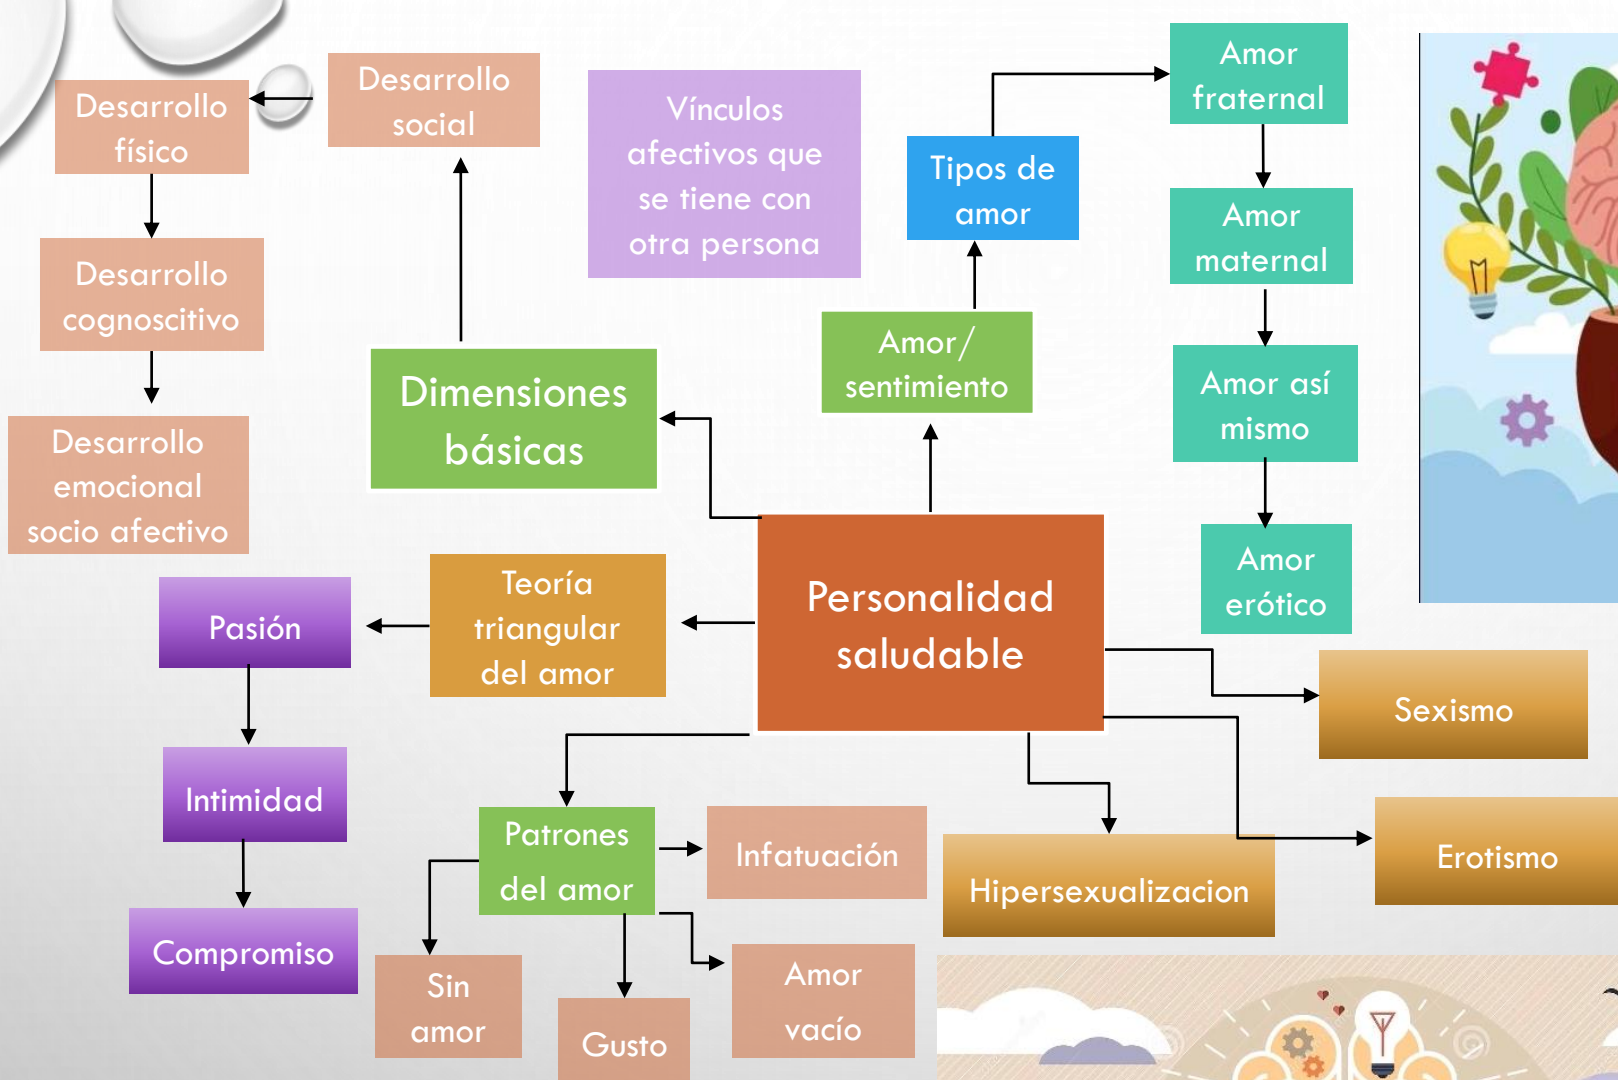 Desarrollo
social
Desarrollo
físico
Desarrollo
cognoscitivo
Desarrollo
emocional
socio afectivo
Vínculos
afectivos que
se tiene con
otra persona
Tipos de
amor
Amor
fraternal
Amor
maternal
Amor así
mismo
Amor
erótico
Amor/
sentimiento
Dimensiones
básicas
Personalidad
saludable
Teoría
triangular
del amor
Pasión
Intimidad
Compromiso
Patrones
del amor
Infatuación
Sin
amor
Gusto
Amor
vacío
Sexismo
Erotismo
Hipersexualizacion